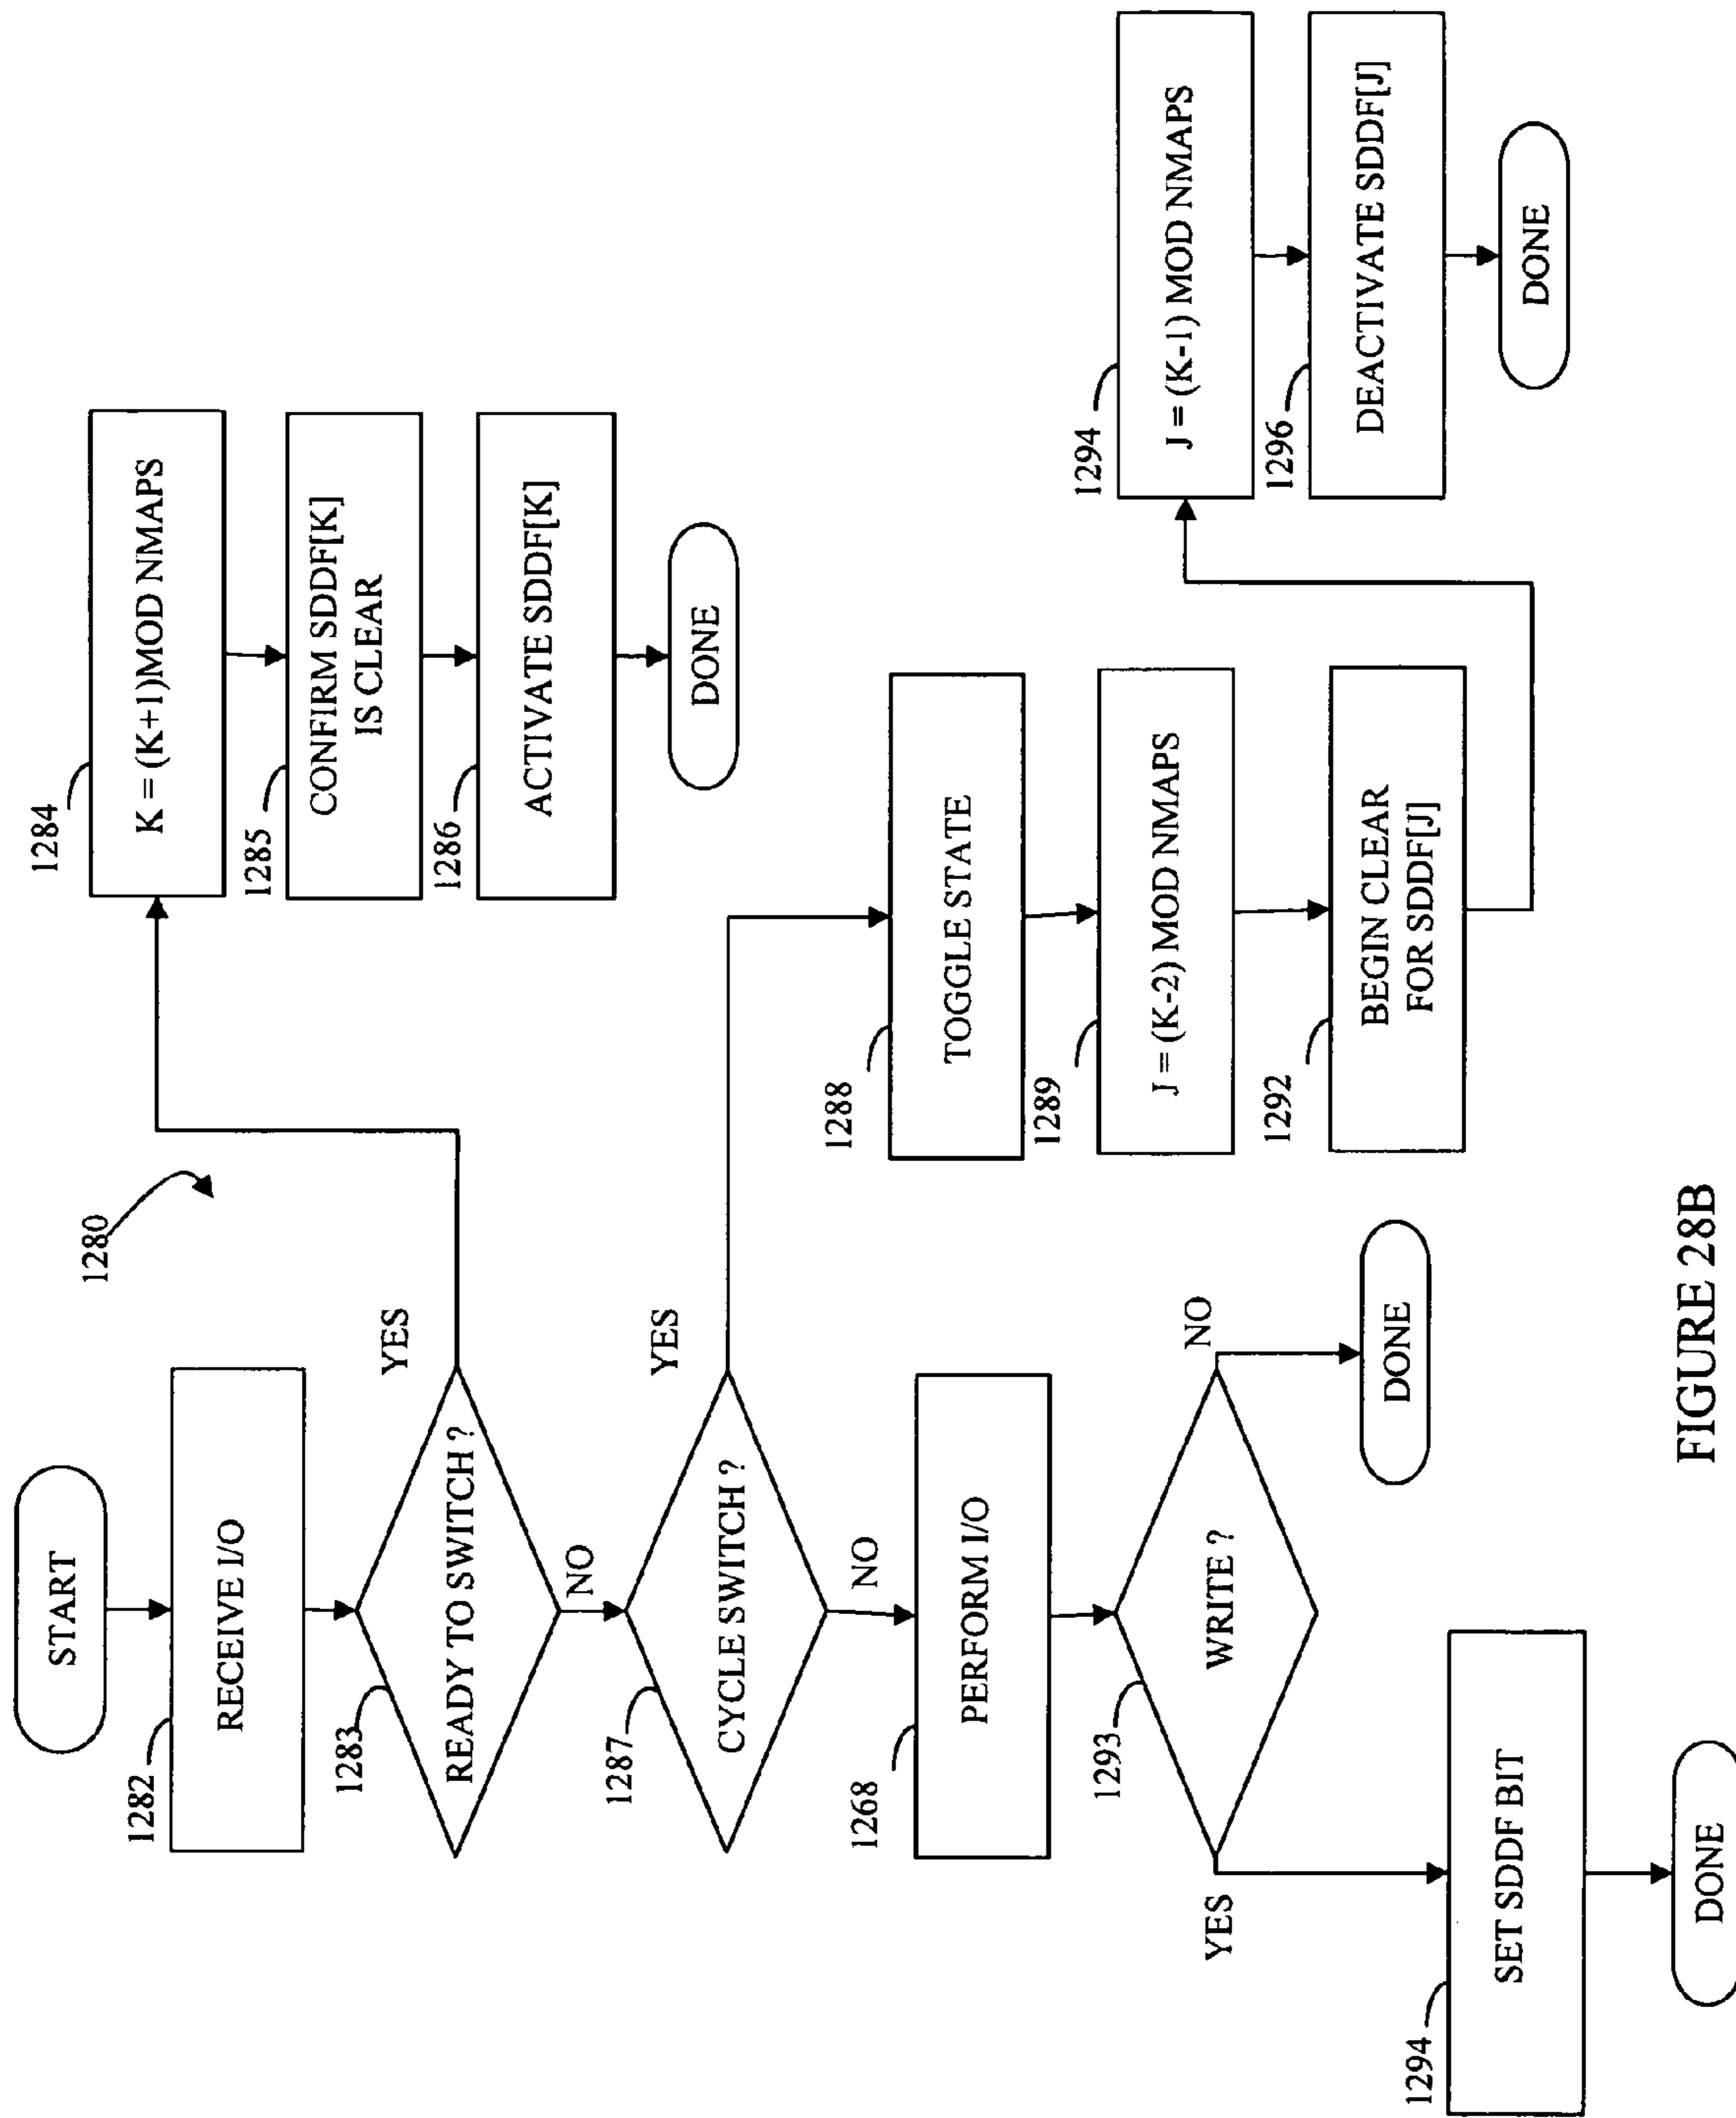 1280
START
1282
RECEIVE I/O
1283
READY TO SWITCH ?
YES
NO
1284
K = (K+1)MOD NMAPS
1285
CONFIRM SDDF[K]
IS CLEAR
1286
ACTIVATE SDDF[K]
DONE
1287
CYCLE SWITCH ?
YES
NO
1288
TOGGLE STATE
1289
J = (K-2) MOD NMAPS
1292
BEGIN CLEAR
FOR SDDF[J]
1294
J = (K-1) MOD NMAPS
1296
DEACTIVATE SDDF[J]
DONE
1268
PERFORM I/O
1293
WRITE ?
YES
NO
DONE
1294
SET SDDF BIT
DONE
FIGURE 28B